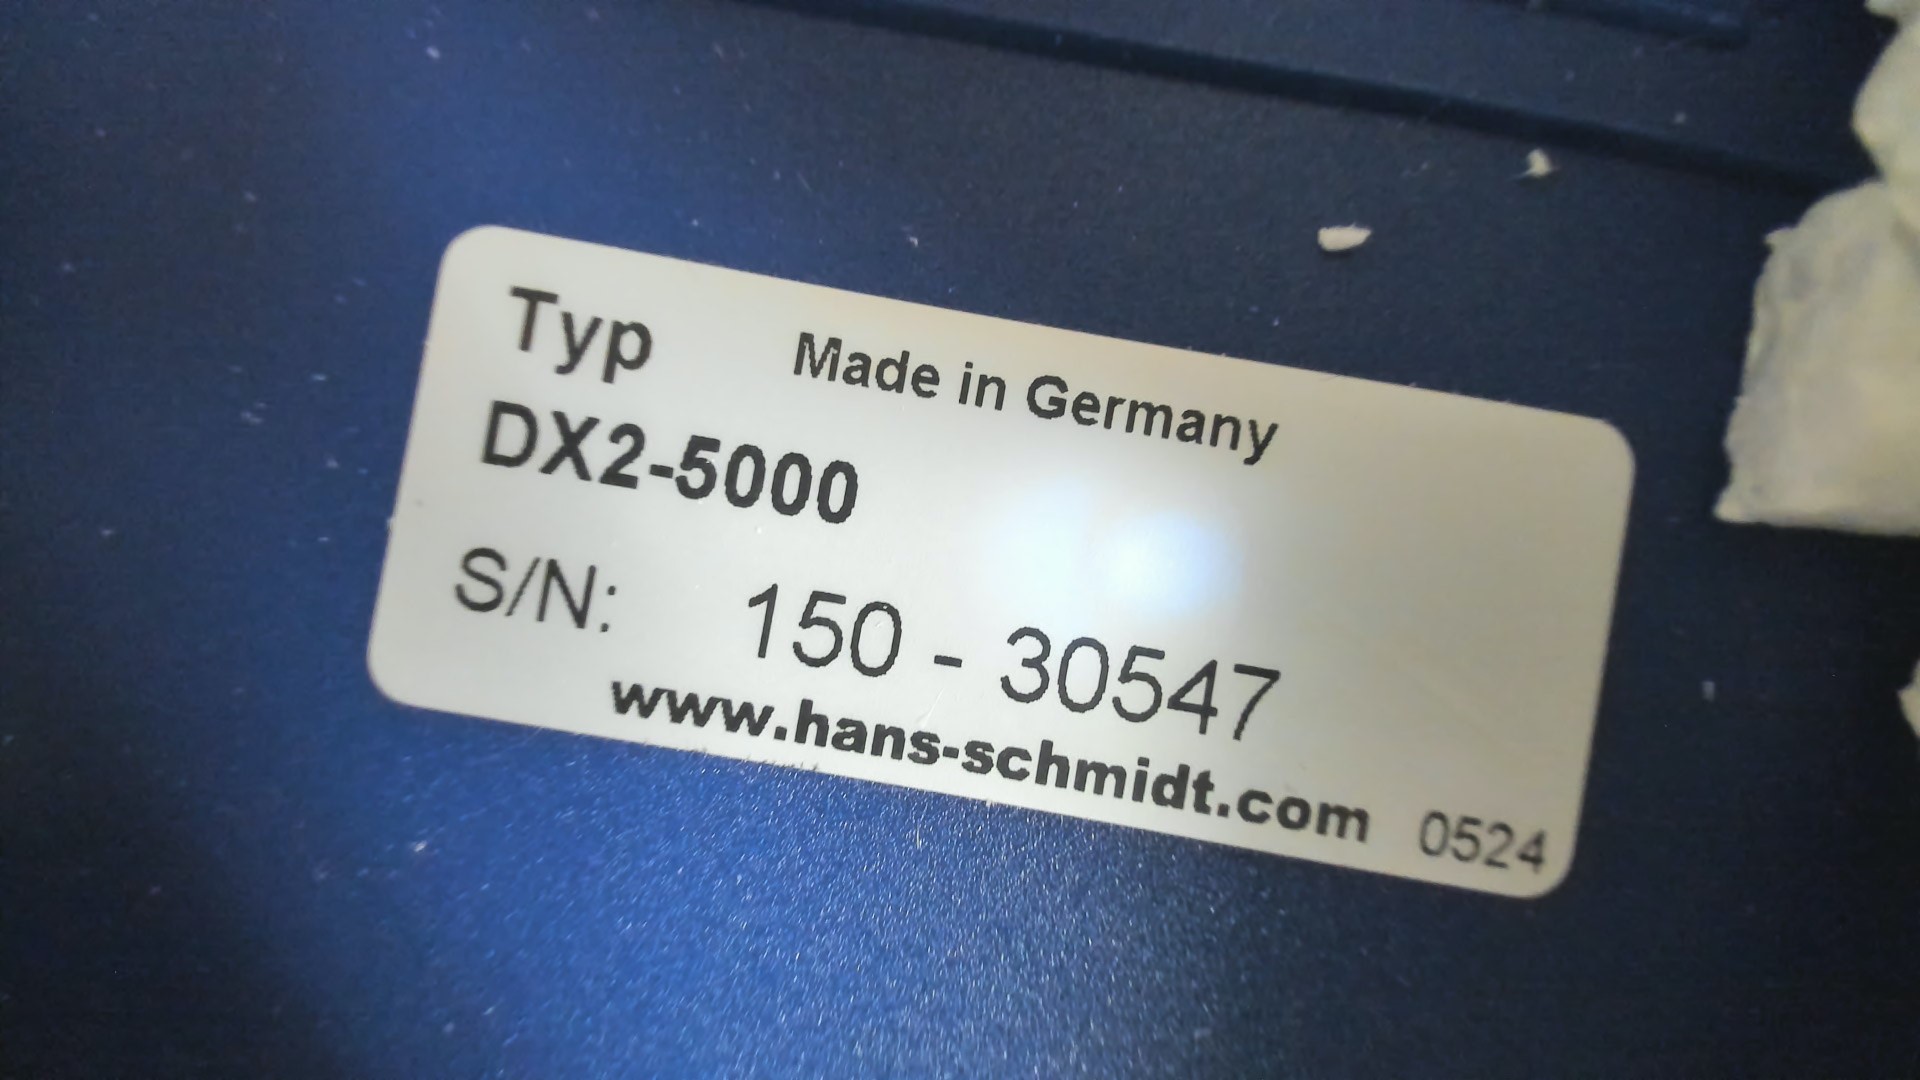 Typ Made in Germany
DX2-5000
S/N: 150 - 30547
www.hans-schmidt.com 0524